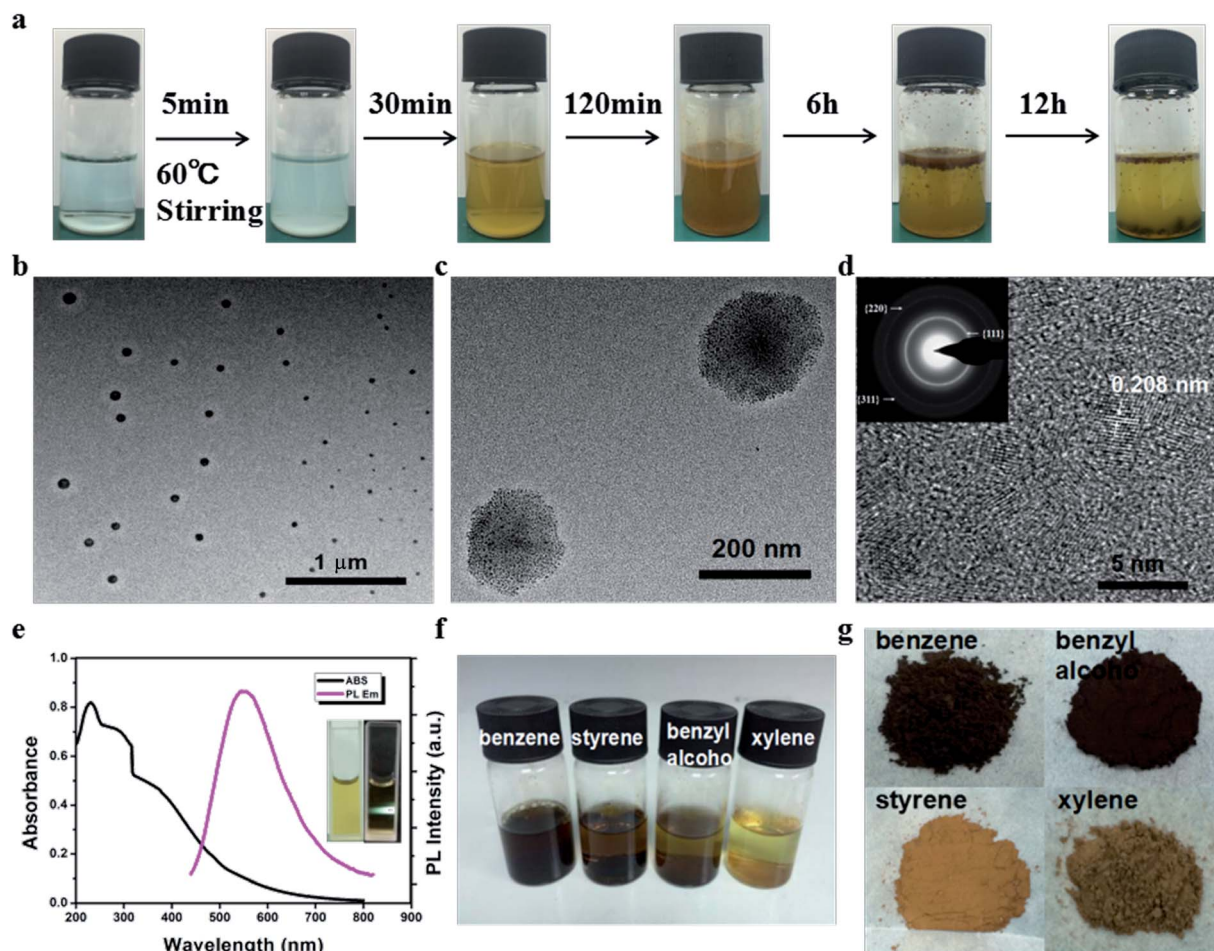 a
5min
60℃
Stirring
30min
120min
6h
12h
b
1 μm
c
200 nm
d
{220}
{111}
{311}
0.208 nm
5 nm
e
1.0
0.8
0.6
0.4
0.2
0.0
Absorbance
ABS
PL Em
PL Intensity (a.u.)
200 300 400 500 600 700 800 900
Wavelength (nm)
f
benzene
styrene
benzyl
alcoho
xylene
g
benzene
benzyl
alcoho
styrene
xylene